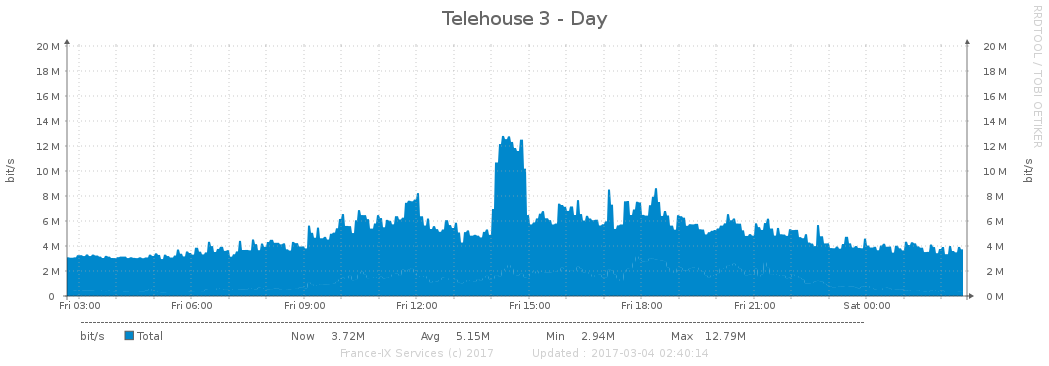 Telehouse 3 - Day
RRDTOOL / TOBI OETIKER
bit/s
20 M
18 M
16 M
14 M
12 M
10 M
8 M
6 M
4 M
2 M
0
20 M
18 M
16 M
14 M
12 M
10 M
8 M
6 M
4 M
2 M
0 M
bit/s
Fri 03:00 Fri 06:00 Fri 09:00 Fri 12:00 Fri 15:00 Fri 18:00 Fri 21:00 Sat 00:00
bit/s Total Now 3.72M Avg 5.15M Min 2.94M Max 12.79M
France-IX Services (c) 2017 Updated : 2017-03-04 02:40:14